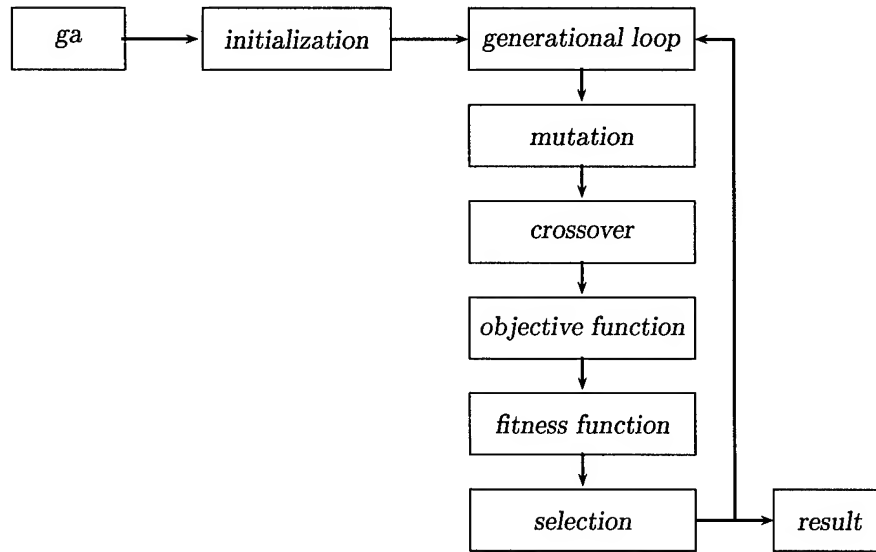 ga
initialization
generational loop
mutation
crossover
objective function
fitness function
selection
result